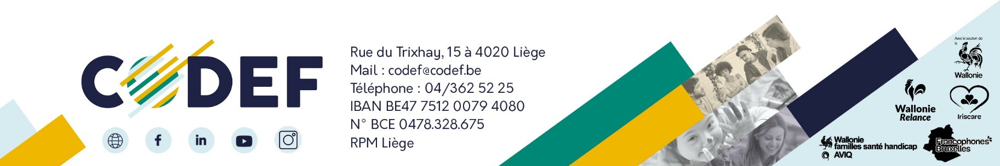 CODEF
Rue du Trixhay, 15 à 4020 Liège
Mail : codef@codef.be
Téléphone : 04/362 52 25
IBAN BE47 7512 0079 4080
N° BCE 0478.328.675
RPM Liège
f
in
Avec le soutien de
la
Wallonie
Wallonie
Relance
Iriscare
Wallonie
familles santé handicap
AVIQ
Francophones
Bruxelles